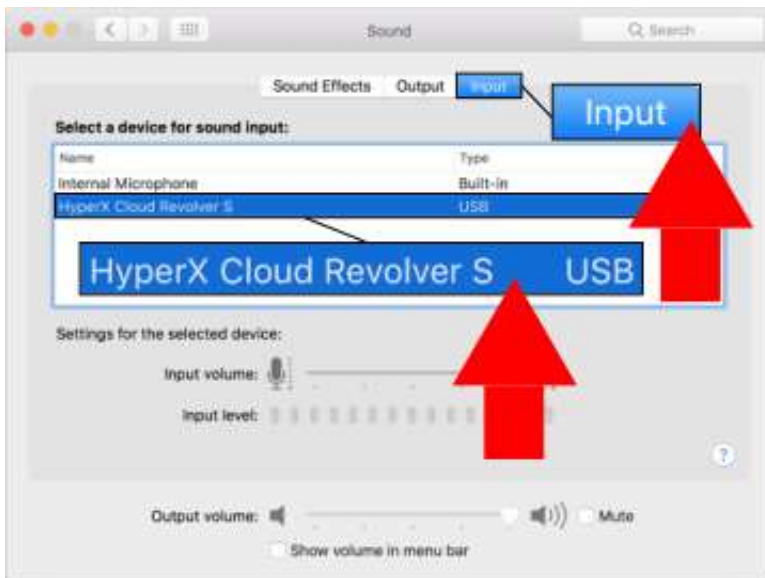 Sound
Search
Sound Effects Output Input
Input
Select a device for sound input:
Name Type
Internal Microphone Built-in
HyperX Cloud Revolver S USB
HyperX Cloud Revolver S USB
Settings for the selected device:
Input volume:
Input level:
?
Output volume: Mute
Show volume in menu bar